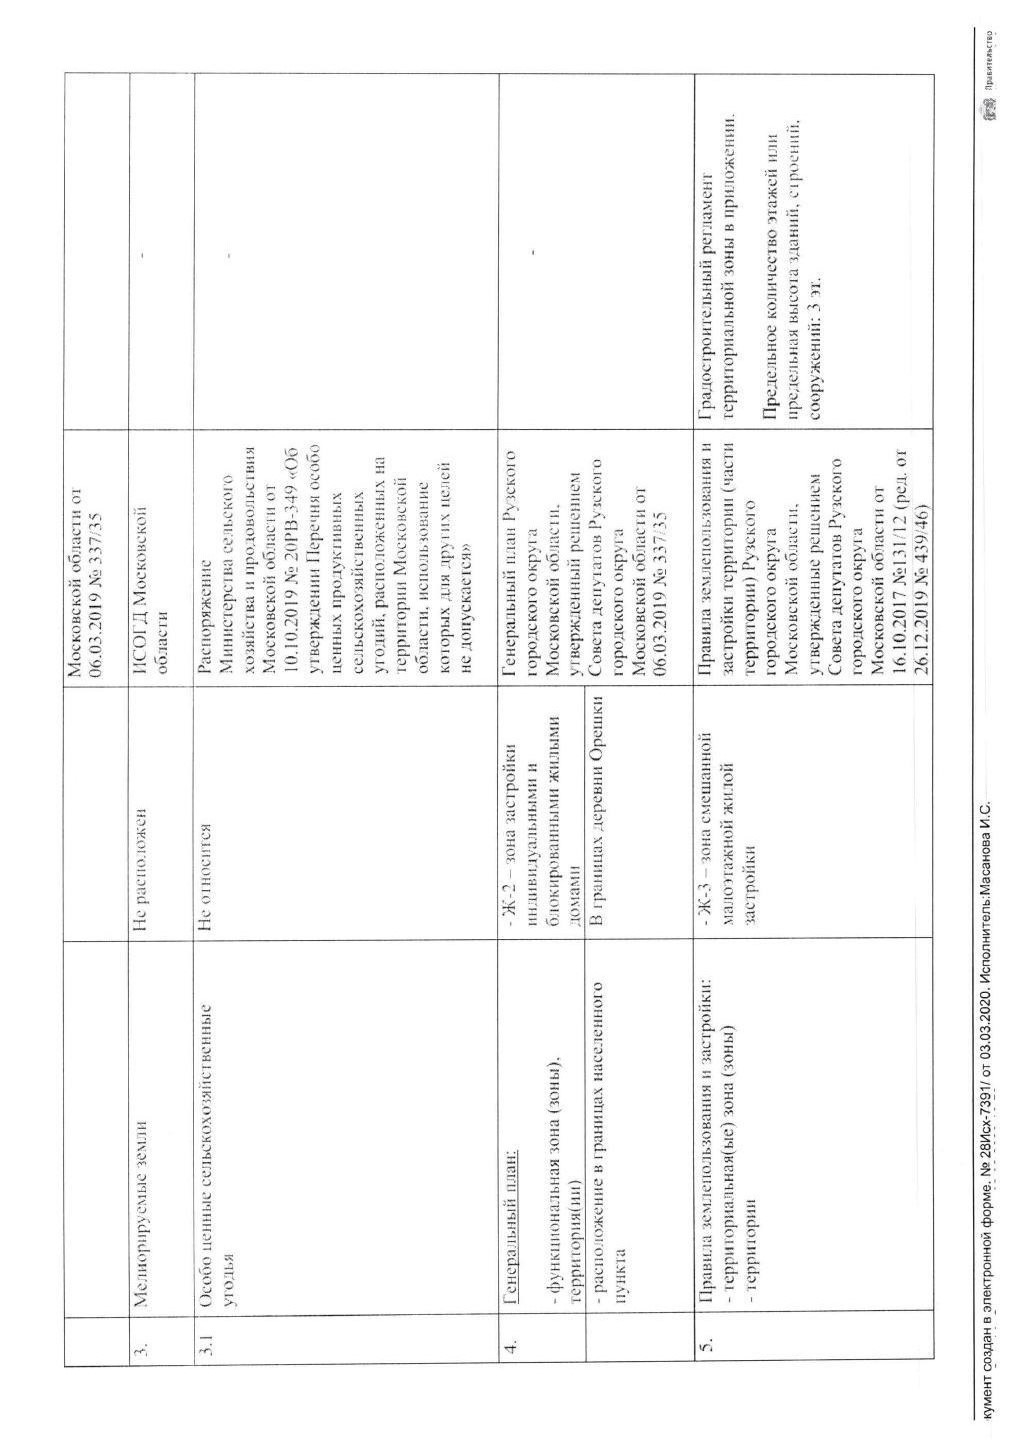 Московской области от
06.03.2019 № 337/35
3.
Мелиорируемые земли
Не расположен
ИСОГД Московской
области
-
3.1
Особо ценные сельскохозяйственные
угодья
Не относится
Распоряжение
Министерства сельского
хозяйства и продовольствия
Московской области от
10.10.2019 № 20РВ-349 «Об
утверждении Перечня особо
ценных продуктивных
сельскохозяйственных
угодий, расположенных на
территории Московской
области, использование
которых для других целей
не допускается»
-
4.
Генеральный план:
- функциональная зона (зоны),
территория(ии)
- Ж-2 – зона застройки
индивидуальными и
блокированными жилыми
домами
- расположение в границах населенного
пункта
В границах деревни Орешки
Генеральный план Рузского
городского округа
Московской области,
утвержденный решением
Совета депутатов Рузского
городского округа
Московской области от
06.03.2019 № 337/35
-
5.
Правила землепользования и застройки:
- территориальная(ые) зона (зоны)
- территории
- Ж-3 – зона смешанной
малоэтажной жилой
застройки
Правила землепользования и
застройки территории (части
территории) Рузского
городского округа
Московской области,
утвержденные решением
Совета депутатов Рузского
городского округа
Московской области от
16.10.2017 №131/12 (ред. от
26.12.2019 № 439/46)
Градостроительный регламент
территориальной зоны в приложении.
Предельное количество этажей или
предельная высота зданий, строений,
сооружений: 3 эт.
кумент создан в электронной форме. № 28Исх-7391/ от 03.03.2020. Исполнитель:Масанова И.С.
Правительство